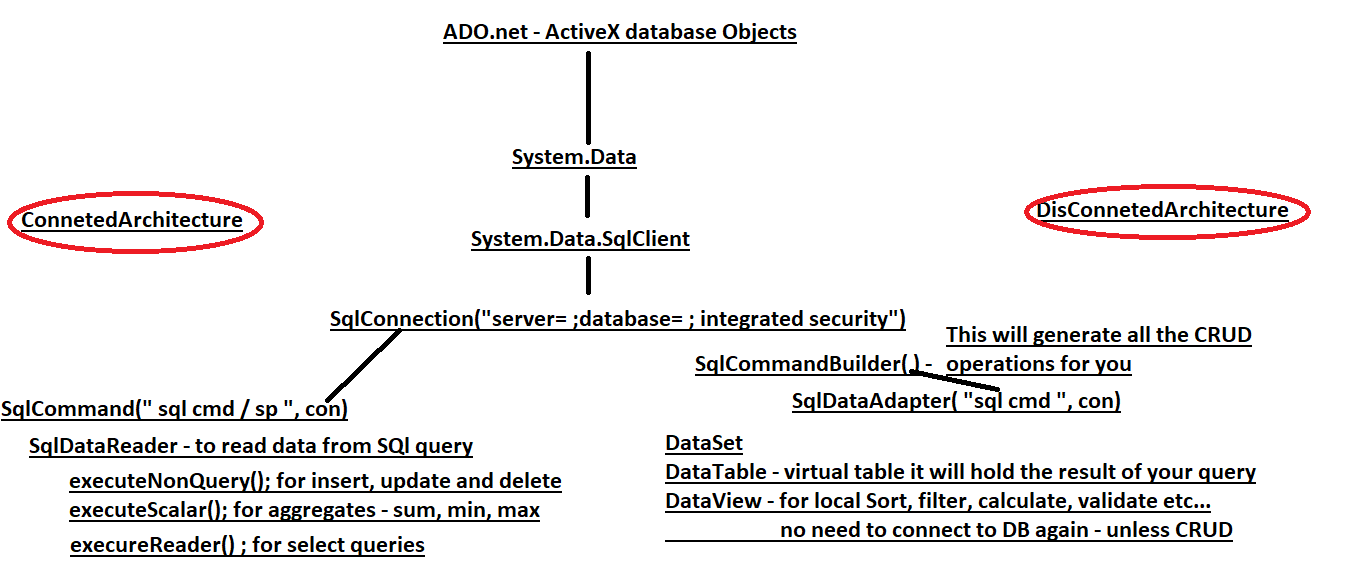 ADO.net - ActiveX database Objects
System.Data
ConnetedArchitecture
DisConnetedArchitecture
System.Data.SqlClient
SqlConnection("server= ;database= ; integrated security")
This will generate all the CRUD
SqlCommandBuilder() - operations for you
SqlCommand(" sql cmd / sp ", con)
SqlDataAdapter( "sql cmd ", con)
SqlDataReader - to read data from SQl query
executeNonQuery(); for insert, update and delete
executeScalar(); for aggregates - sum, min, max
execureReader() ; for select queries
DataSet
DataTable - virtual table it will hold the result of your query
DataView - for local Sort, filter, calculate, validate etc...
no need to connect to DB again - unless CRUD